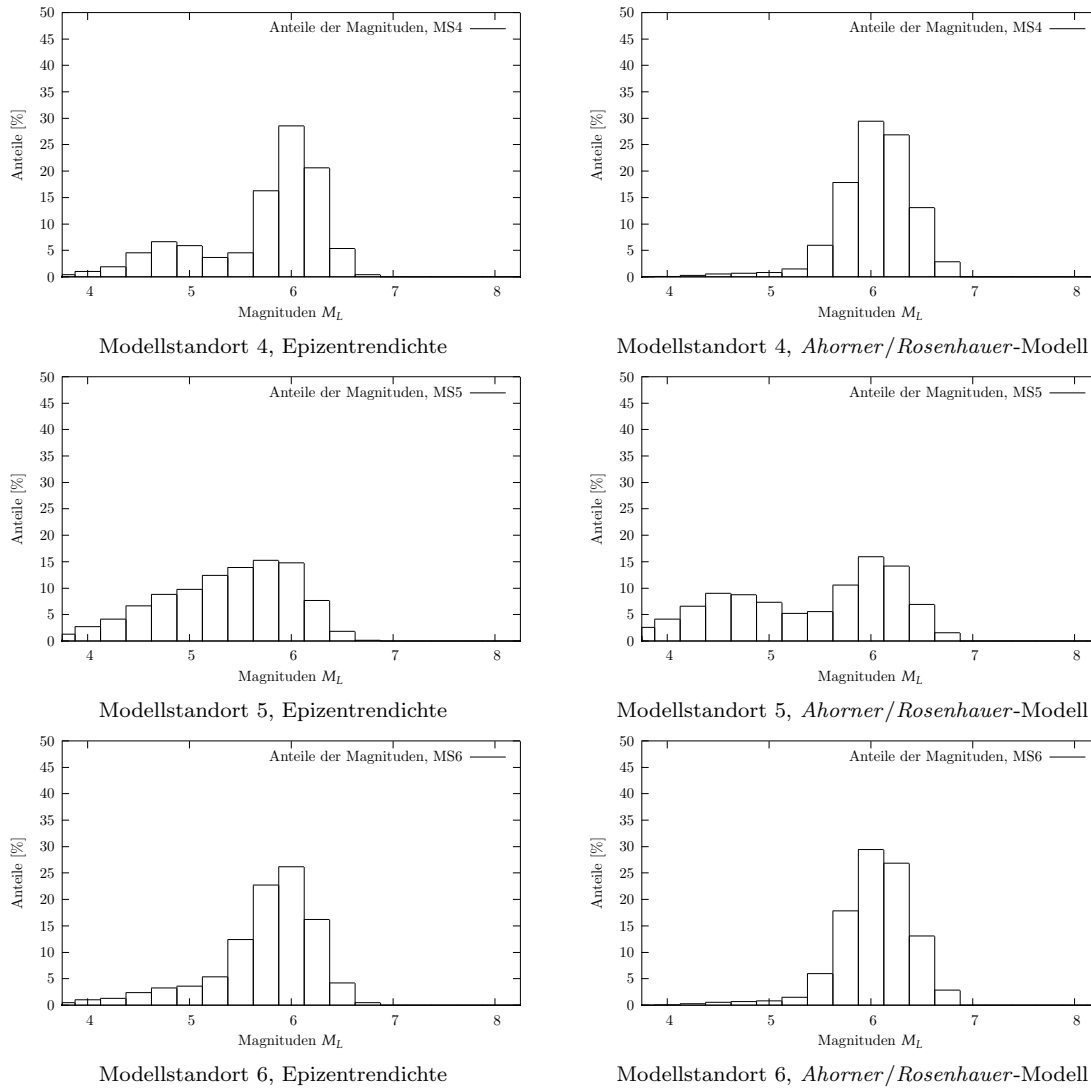 50
45
40
35
30
25
20
15
10
5
0
Anteile [%]
Anteile der Magnituden, MS4
4 5 6 7 8
Magnituden M_L
Modellstandort 4, Epizentrendichte
50
45
40
35
30
25
20
15
10
5
0
Anteile [%]
Anteile der Magnituden, MS4
4 5 6 7 8
Magnituden M_L
Modellstandort 4, Ahorner/Rosenhauer-Modell
50
45
40
35
30
25
20
15
10
5
0
Anteile [%]
Anteile der Magnituden, MS5
4 5 6 7 8
Magnituden M_L
Modellstandort 5, Epizentrendichte
50
45
40
35
30
25
20
15
10
5
0
Anteile [%]
Anteile der Magnituden, MS5
4 5 6 7 8
Magnituden M_L
Modellstandort 5, Ahorner/Rosenhauer-Modell
50
45
40
35
30
25
20
15
10
5
0
Anteile [%]
Anteile der Magnituden, MS6
4 5 6 7 8
Magnituden M_L
Modellstandort 6, Epizentrendichte
50
45
40
35
30
25
20
15
10
5
0
Anteile [%]
Anteile der Magnituden, MS6
4 5 6 7 8
Magnituden M_L
Modellstandort 6, Ahorner/Rosenhauer-Modell